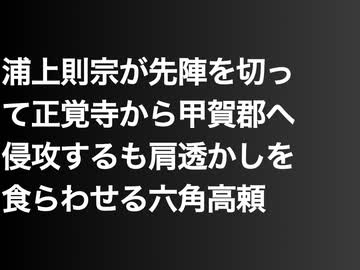 浦上則宗が先陣を切っ
て正覚寺から甲賀郡へ
侵攻するも肩透かしを
食らわせる六角高頼